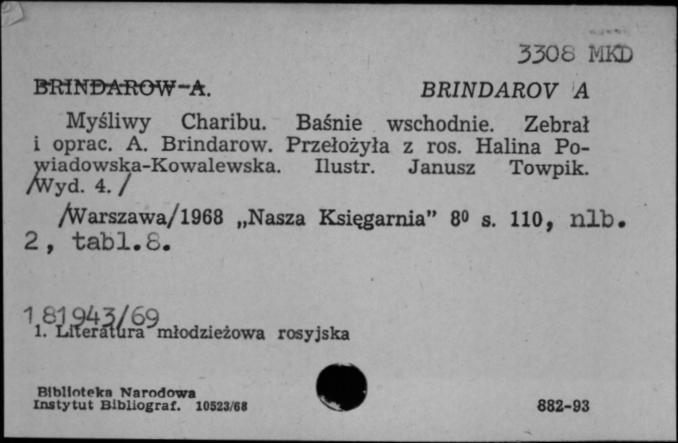 3308 MKD
BRINDAROW A. BRINDAROV A
Myśliwy Charibu. Baśnie wschodnie. Zebrał
i oprac. A. Brindarow. Przełożyła z ros. Halina Po-
wiadowska-Kowalewska. Ilustr. Janusz Towpik.
/Wyd. 4./
/Warszawa/1968 „Nasza Księgarnia” 8⁰ s. 110, nlb.
2, tabl.8.
181943/69
1. Literatura młodzieżowa rosyjska
Biblioteka Narodowa
Instytut Bibliograf. 10523/68 882-93